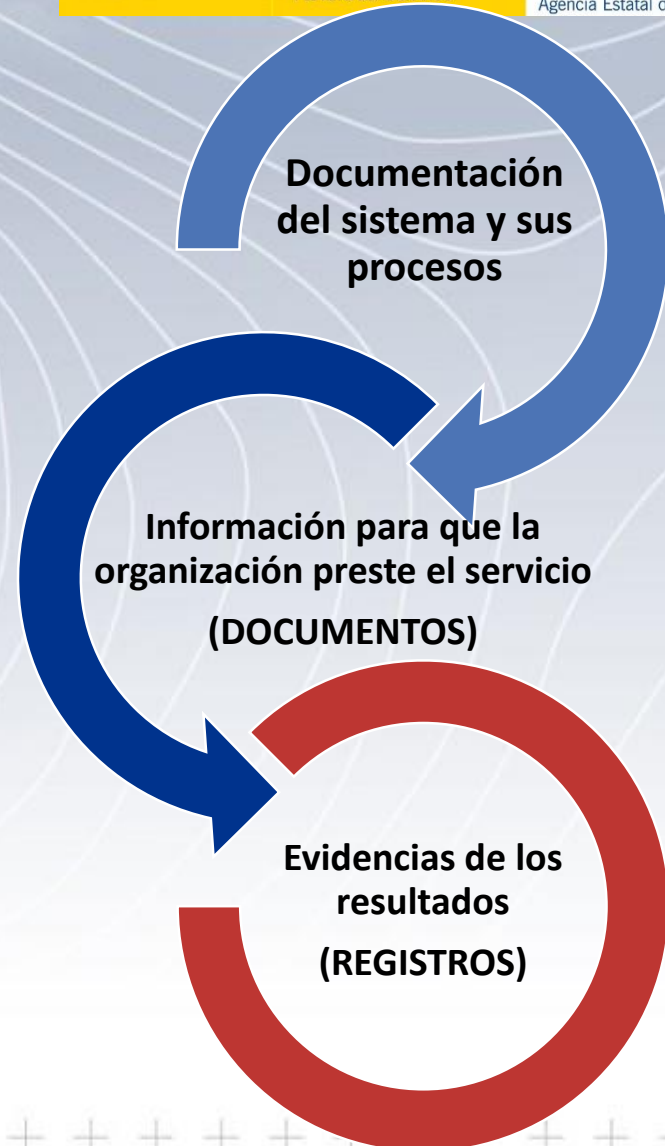 Agencia Estatal d
Documentación
del sistema y sus
procesos
Información para que la
organización preste el servicio
(DOCUMENTOS)
Evidencias de los
resultados
(REGISTROS)